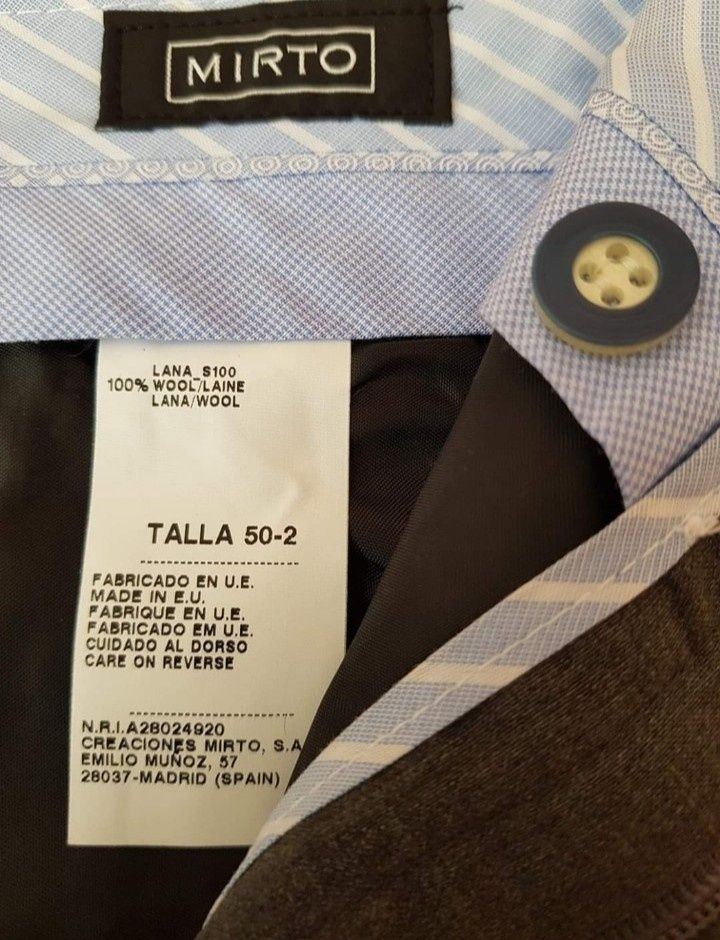 MIRTO
LANA_S100
100% WOOL/LAINE
LANA/WOOL
TALLA 50-2
FABRICADO EN U.E.
MADE IN E.U.
FABRIQUE EN U.E.
FABRICADO EM U.E.
CUIDADO AL DORSO
CARE ON REVERSE
N.R.I.A28024920
CREACIONES MIRTO, S.A
EMILIO MUÑOZ, 57
28037-MADRID (SPAIN)